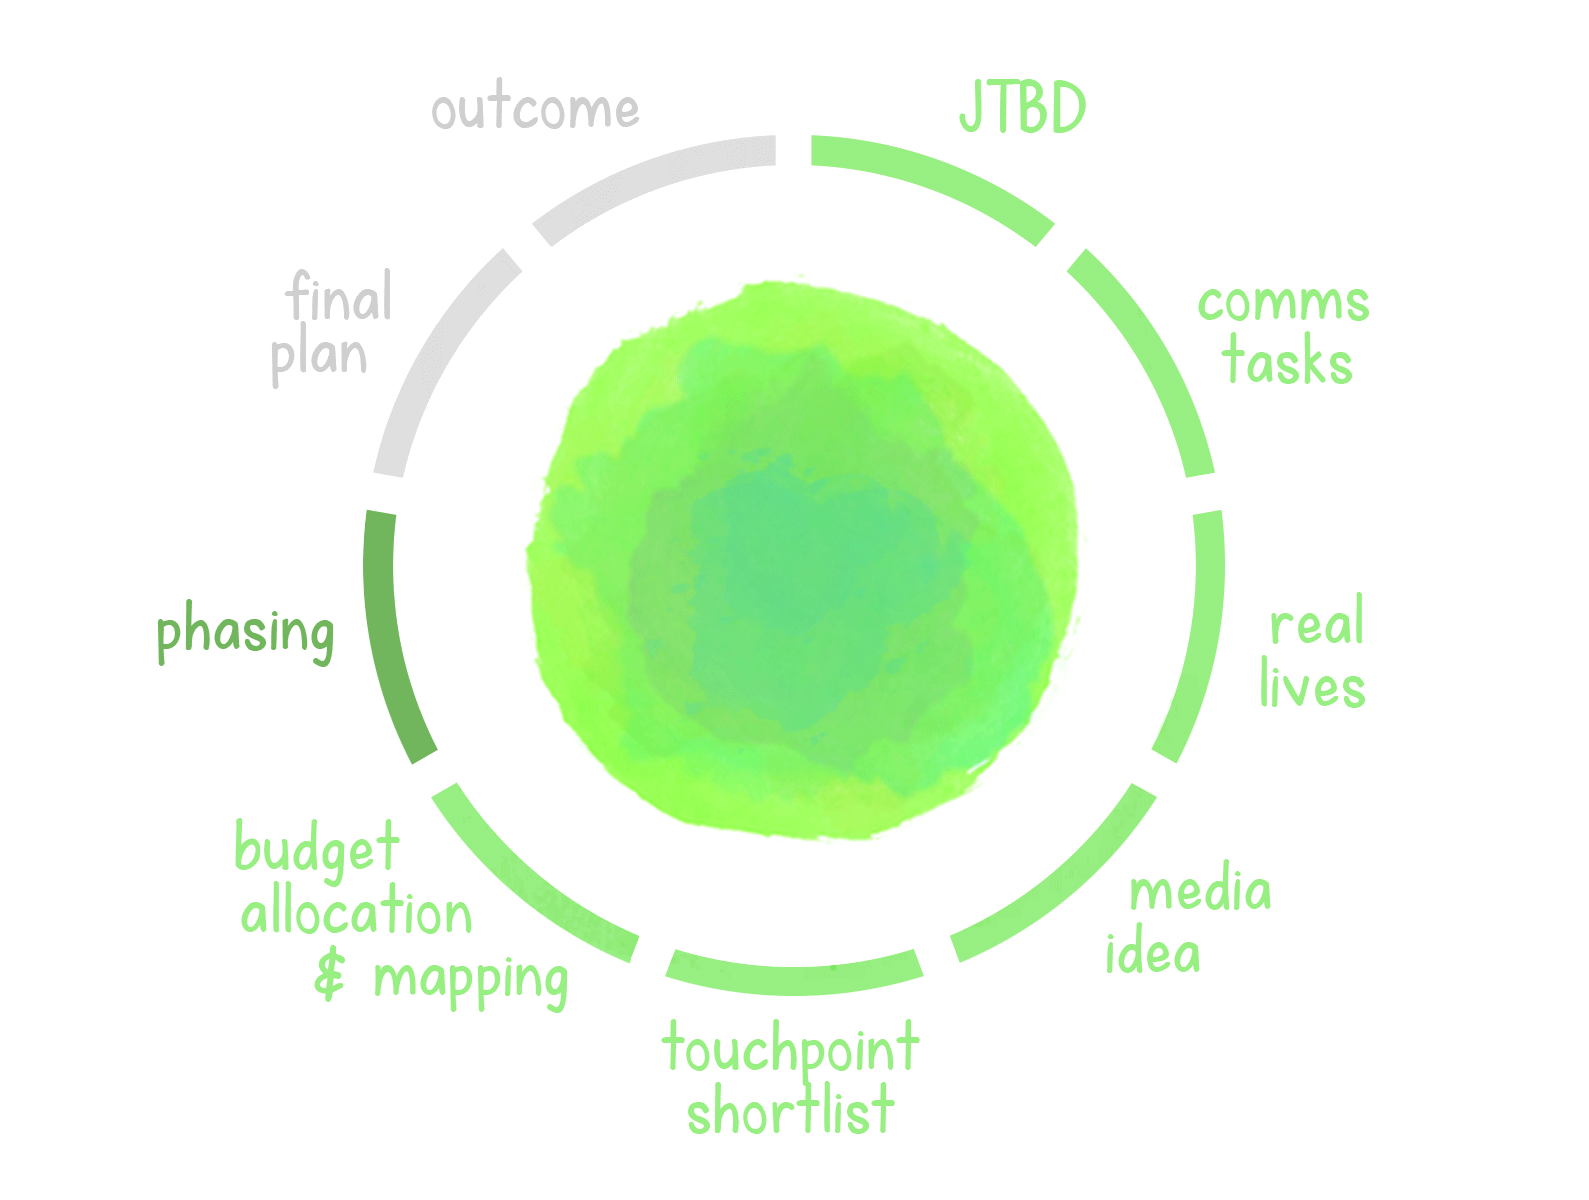 JTBD
comms
tasks
real
lives
media
idea
touchpoint
shortlist
budget
allocation
& mapping
phasing
final
plan
outcome